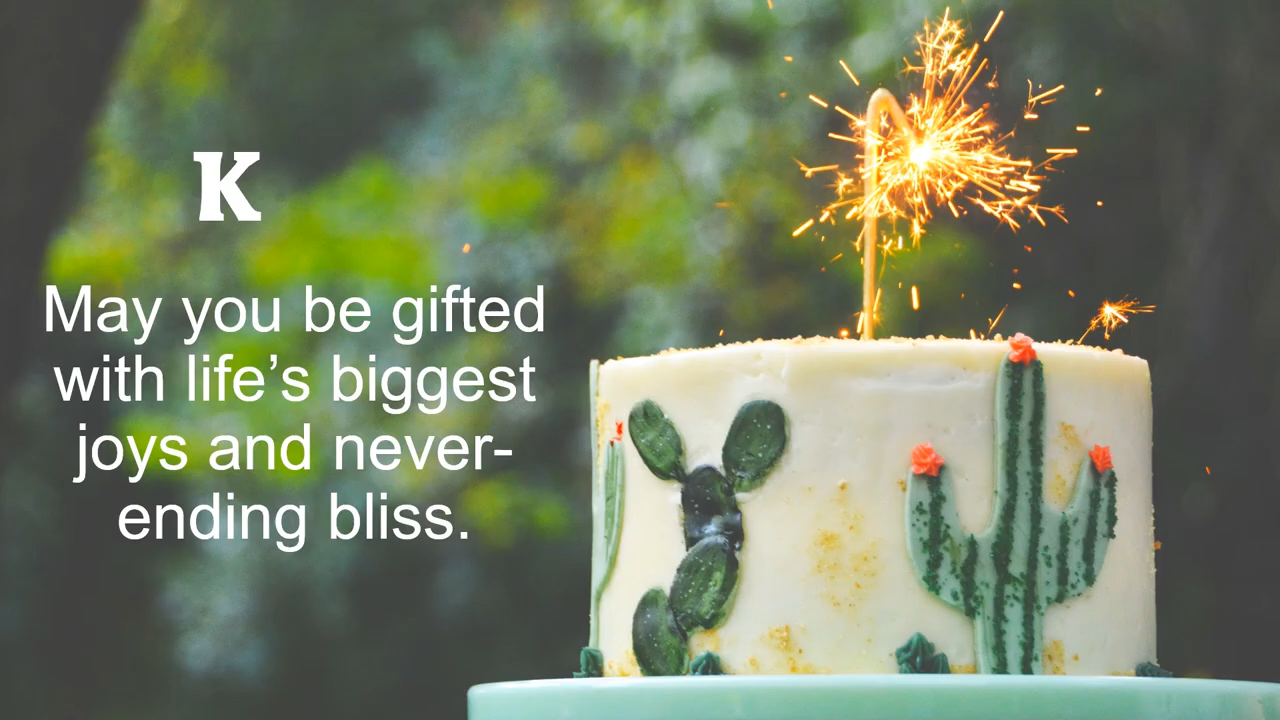 K
May you be gifted
with life’s biggest
joys and never-
ending bliss.